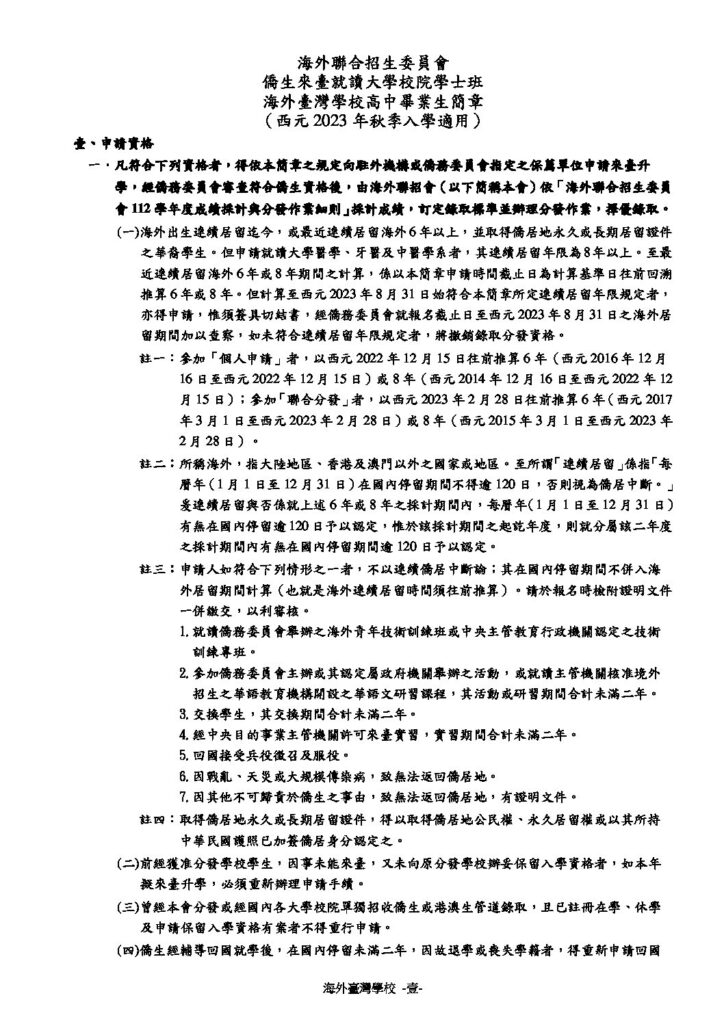 海外聯合招生委員會
僑生來臺就讀大學校院學士班
海外臺灣學校高中畢業生簡章
（西元 2023 年秋季入學適用）
壹、申請資格
一．凡符合下列資格者，得依本簡章之規定向駐外機構或僑務委員會指定之保薦單位申請來臺升
學，經僑務委員會審查符合僑生資格後，由海外聯招會（以下簡稱本會）依「海外聯合招生委員
會 112 學年度成績採計與分發作業細則」採計成績，訂定錄取標準並辦理分發作業，擇優錄取。
(一)海外出生連續居留迄今，或最近連續居留海外 6 年以上，並取得僑居地永久或長期居留證件
之華裔學生。但申請就讀大學醫學、牙醫及中醫學系者，其連續居留年限為 8 年以上。至最
近連續居留海外 6 年或 8 年期間之計算，係以本簡章申請時間截止日為計算基準日往前回溯
推算 6 年或 8 年。但計算至西元 2023 年 8 月 31 日始符合本簡章所定連續居留年限規定者，
亦得申請，惟須簽具切結書，經僑務委員會就報名截止日至西元 2023 年 8 月 31 日之海外居
留期間加以查察，如未符合連續居留年限規定者，將撤銷錄取分發資格。
註一：參加「個人申請」者，以西元 2022 年 12 月 15 日往前推算 6 年（西元 2016 年 12 月
16 日至西元 2022 年 12 月 15 日）或 8 年（西元 2014 年 12 月 16 日至西元 2022 年 12
月 15 日）；參加「聯合分發」者，以西元 2023 年 2 月 28 日往前推算 6 年(西元 2017
年 3 月 1 日至西元 2023 年 2 月 28 日）或 8 年（西元 2015 年 3 月 1 日至西元 2023 年
2 月 28 日）。
註二：所稱海外，指大陸地區、香港及澳門以外之國家或地區。至所謂「連續居留」係指「每
曆年（1 月 1 日至 12 月 31 日）在國內停留期間不得逾 120 日，否則視為僑居中斷。」
爰連續居留與否係就上述 6 年或 8 年之採計期間內，每曆年(1 月 1 日至 12 月 31 日）
有無在國內停留逾 120 日予以認定，惟於該採計期間之起訖年度，則就分屬該二年度
之採計期間內有無在國內停留期間逾 120 日予以認定。
註三：申請人如符合下列情形之一者，不以連續僑居中斷論；其在國內停留期間不併入海
外居留期間計算（也就是海外連續居留時間須往前推算）。請於報名時檢附證明文件
一併繳交，以利審核。
1. 就讀僑務委員會舉辦之海外青年技術訓練班或中央主管教育行政機關認定之技術
訓練專班。
2. 參加僑務委員會主辦或其認定屬政府機關舉辦之活動，或就讀主管機關核准境外
招生之華語教育機構開設之華語文研習課程，其活動或研習期間合計未滿二年。
3. 交換學生，其交換期間合計未滿二年。
4. 經中央目的事業主管機關許可來臺實習，實習期間合計未滿二年。
5. 回國接受兵役徵召及服役。
6. 因戰亂、天災或大規模傳染病，致無法返回僑居地。
7. 因其他不可歸責於僑生之事由，致無法返回僑居地，有證明文件。
註四：取得僑居地永久或長期居留證件，得以取得僑居地公民權、永久居留權或以其所持
中華民國護照已加簽僑居身分認定之。
(二)前經獲准分發學校學生，因事未能來臺，又未向原分發學校辦妥保留入學資格者，如本年
擬來臺升學，必須重新辦理申請手續。
(三)曾經本會分發或經國內各大學校院單獨招收僑生或港澳生管道錄取，且已註冊在學、休學
及申請保留入學資格有案者不得重行申請。
(四)僑生經輔導回國就學後，在國內停留未滿二年，因故退學或喪失學籍者，得重新申請回國
海外臺灣學校 -壹-